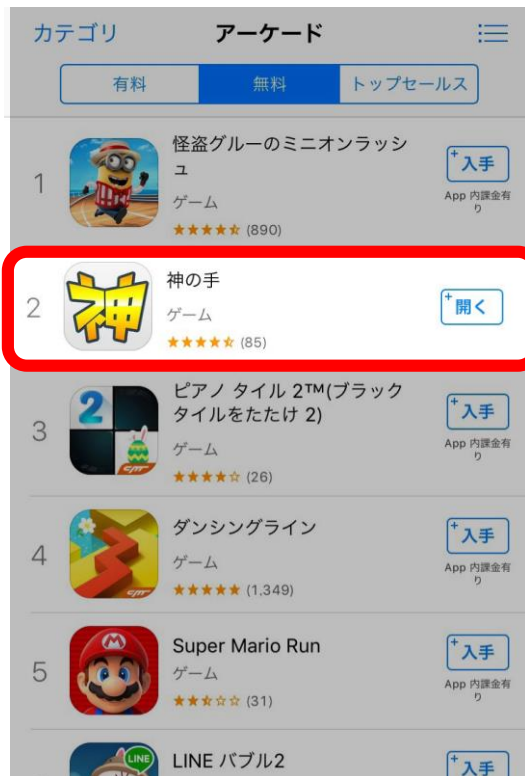 カテゴリ アーケード
有料 無料 トップセールス
1
怪盗グルーのミニオンラッシ
ュ
ゲーム
(890)
+入手
App 内課金有
り
2
神
神の手
ゲーム
(85)
+開く
3
2
ピアノ タイル 2™(ブラック
タイルをたたけ 2)
ゲーム
(26)
+入手
App 内課金有
り
4
ダンシングライン
ゲーム
(1,349)
+入手
App 内課金有
り
5
M
Super Mario Run
ゲーム
(31)
+入手
App 内課金有
り
LINE
LINE バブル2
+入手